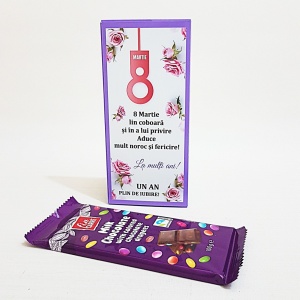 MARTIE
8
8 Martie
lin coboară
și în a lui privire
Aduce
mult noroc și fericire!
La mulți ani!
UN AN
PLIN DE IUBIRE!
Fin
CARRÉ
Milk
Chocolate